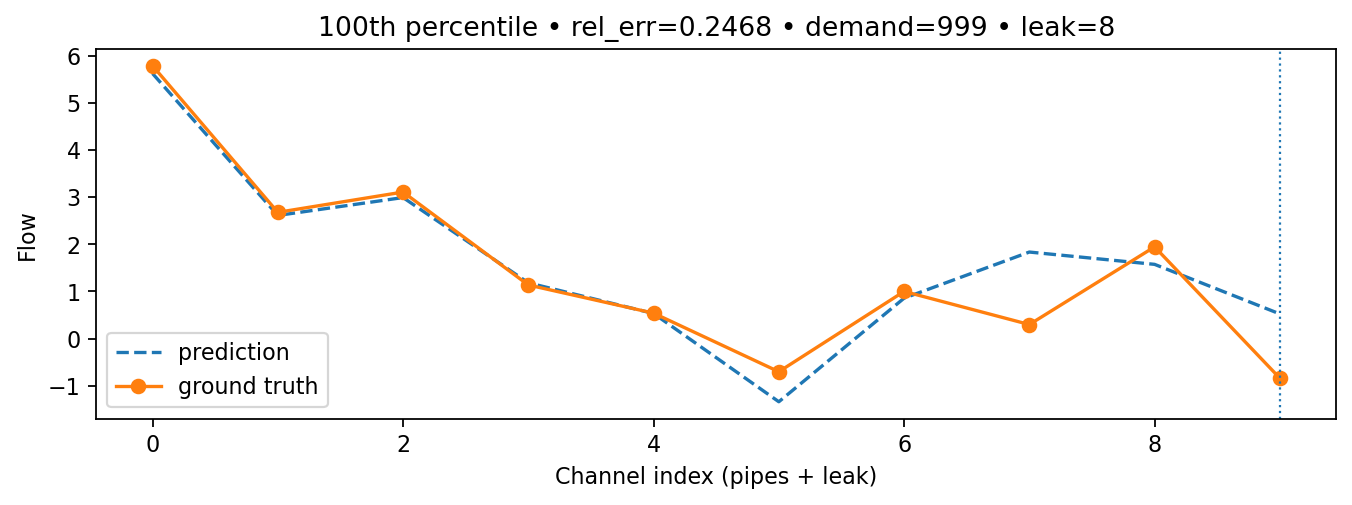 100th percentile • rel_err=0.2468 • demand=999 • leak=8
6
5
4
3
2
1
0
−1
Flow
prediction
ground truth
0 2 4 6 8
Channel index (pipes + leak)